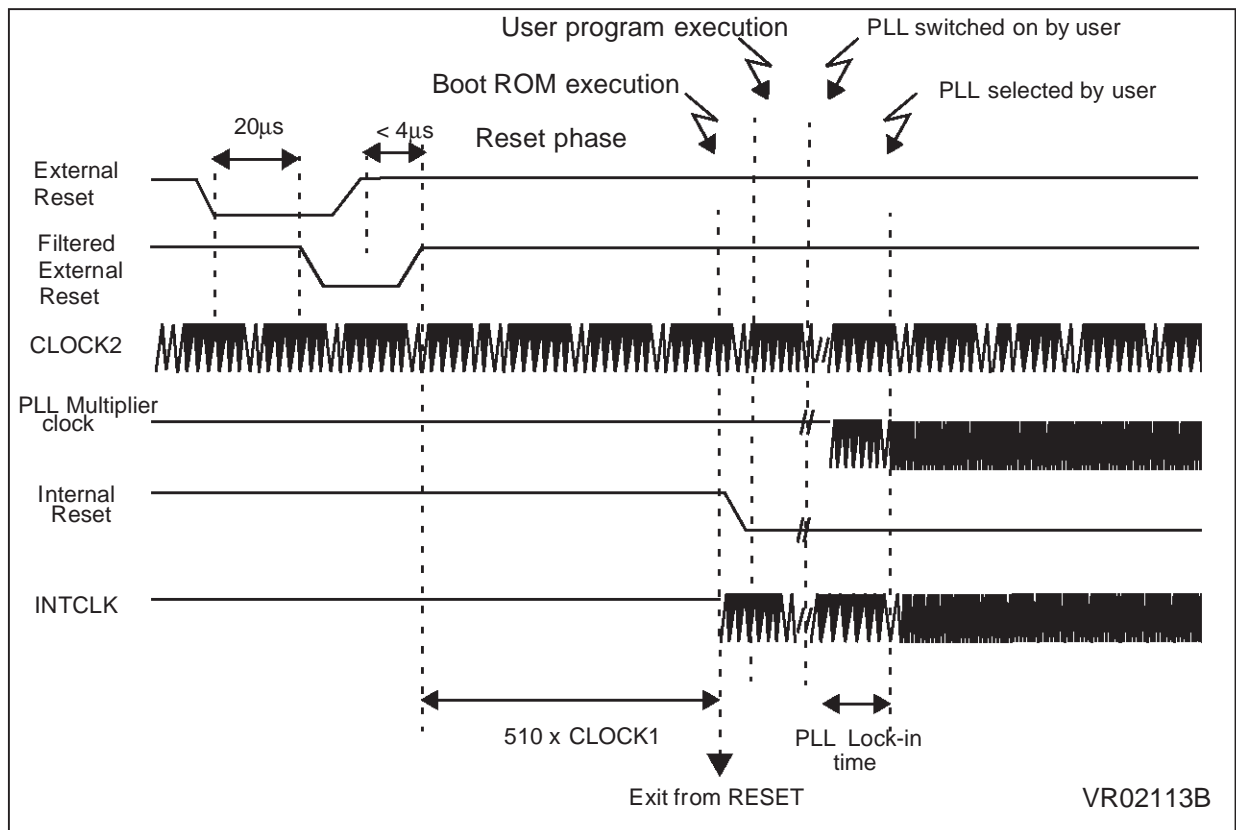 User program execution
PLL switched on by user
Boot ROM execution
PLL selected by user
20µs
< 4µs
Reset phase
External
Reset
Filtered
External
Reset
CLOCK2
PLL Multiplier
clock
Internal
Reset
INTCLK
510 x CLOCK1
PLL Lock-in
time
Exit from RESET
VR02113B